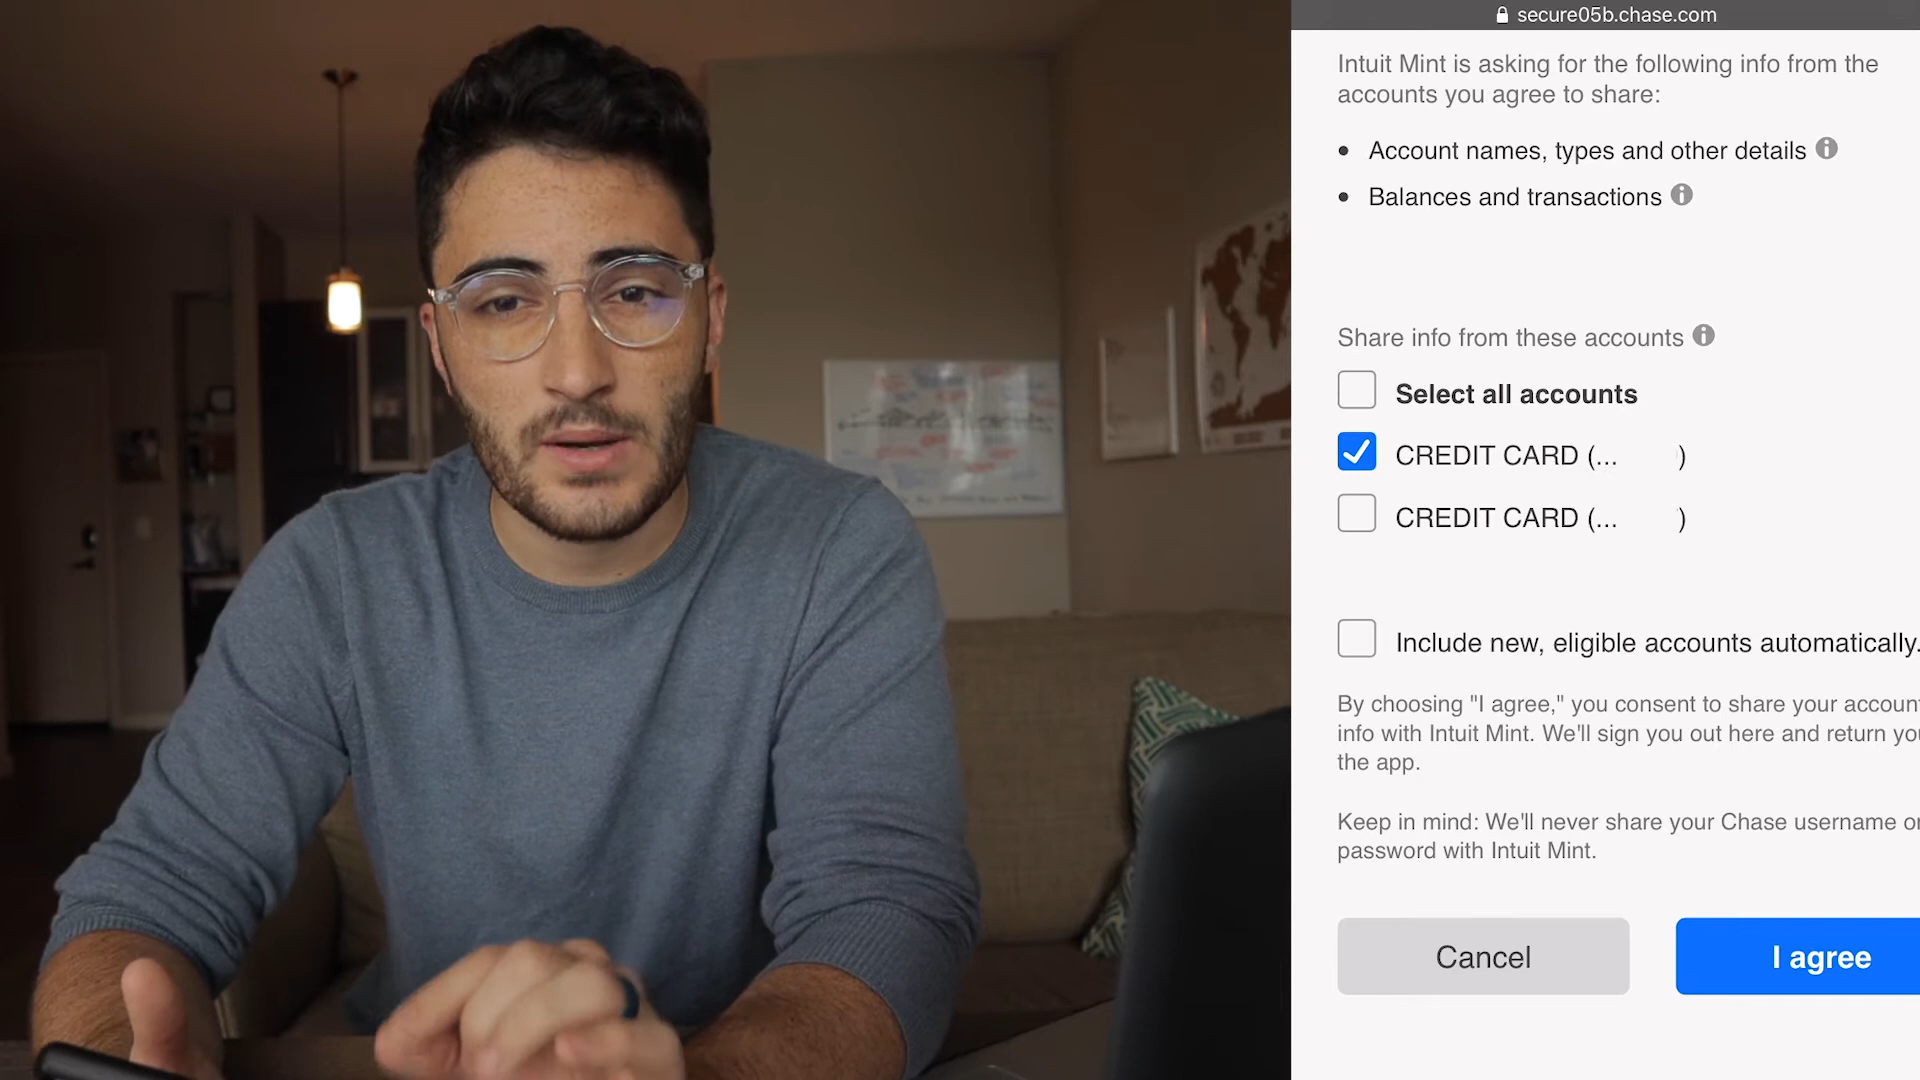 secure05b.chase.com
Intuit Mint is asking for the following info from the
accounts you agree to share:
• Account names, types and other details
• Balances and transactions
Share info from these accounts
Select all accounts
CREDIT CARD (... )
CREDIT CARD (... )
Include new, eligible accounts automatically.
By choosing "I agree," you consent to share your accoun
info with Intuit Mint. We'll sign you out here and return yo
the app.
Keep in mind: We'll never share your Chase username o
password with Intuit Mint.
Cancel
I agree